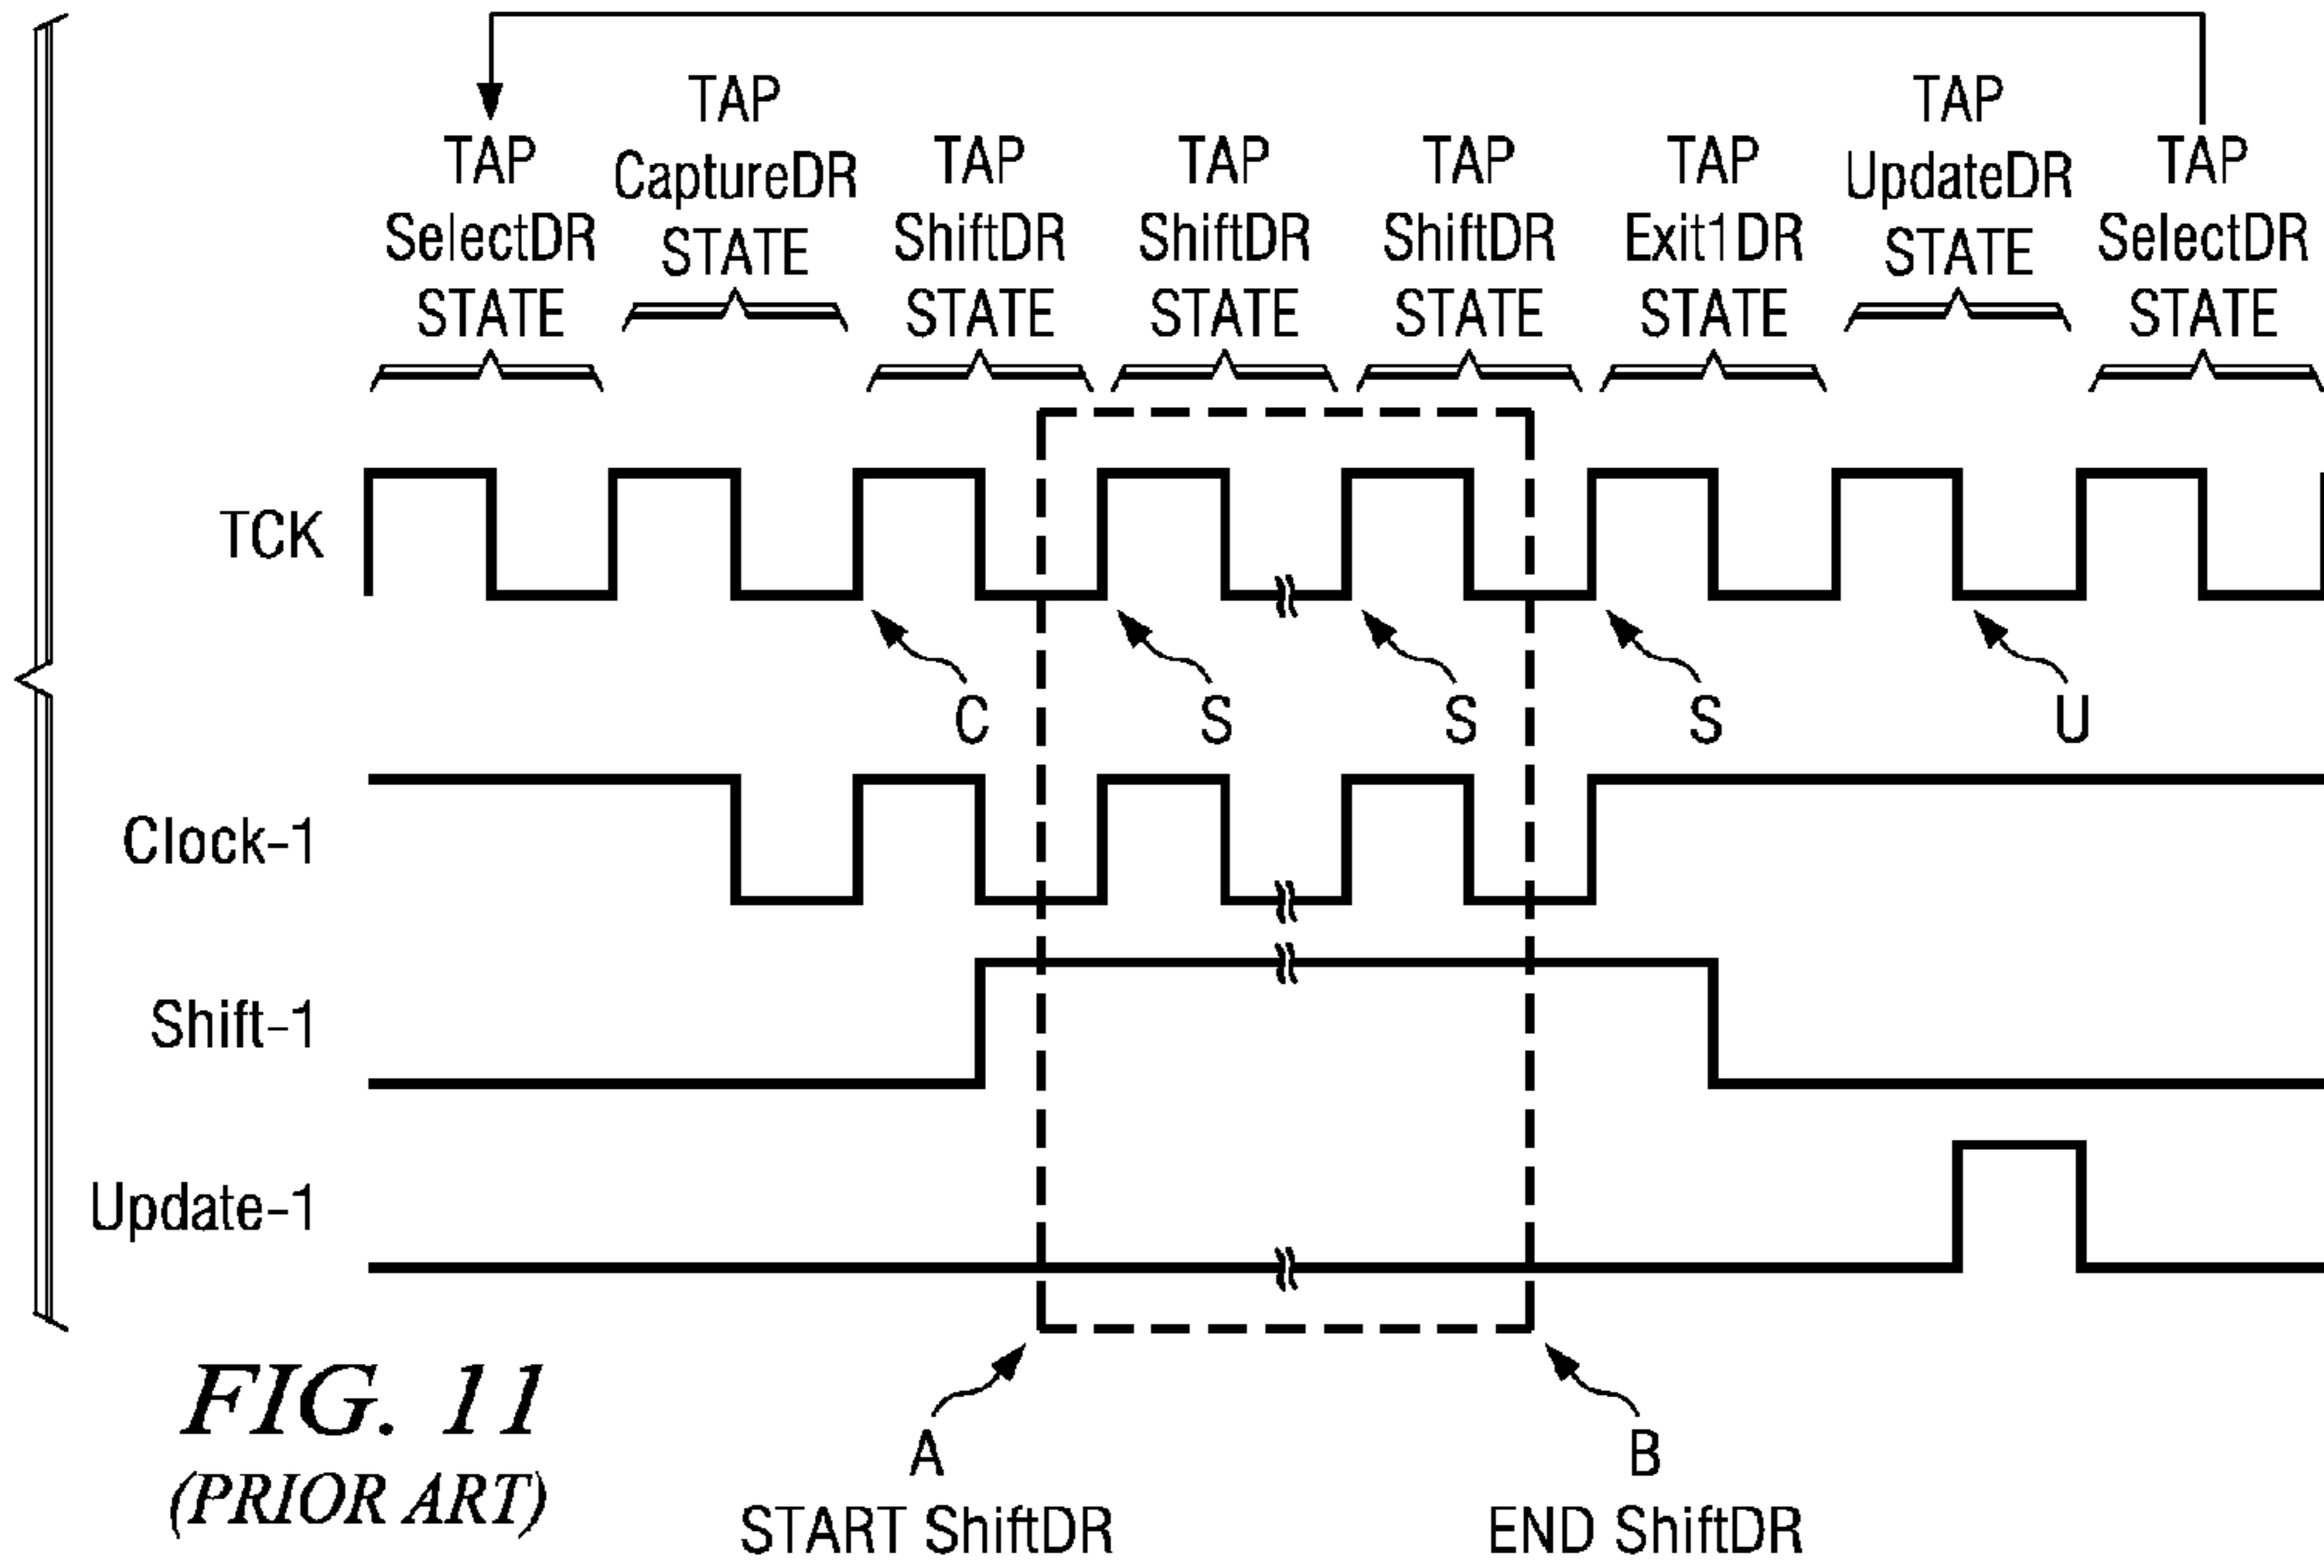 TAP
SelectDR
STATE
TAP
CaptureDR
STATE
TAP
ShiftDR
STATE
TAP
ShiftDR
STATE
TAP
ShiftDR
STATE
TAP
Exit1DR
STATE
TAP
UpdateDR
STATE
TAP
SelectDR
STATE
TCK
C
S
S
S
U
Clock-1
Shift-1
Update-1
A
START ShiftDR
B
END ShiftDR
FIG. 11
(PRIOR ART)